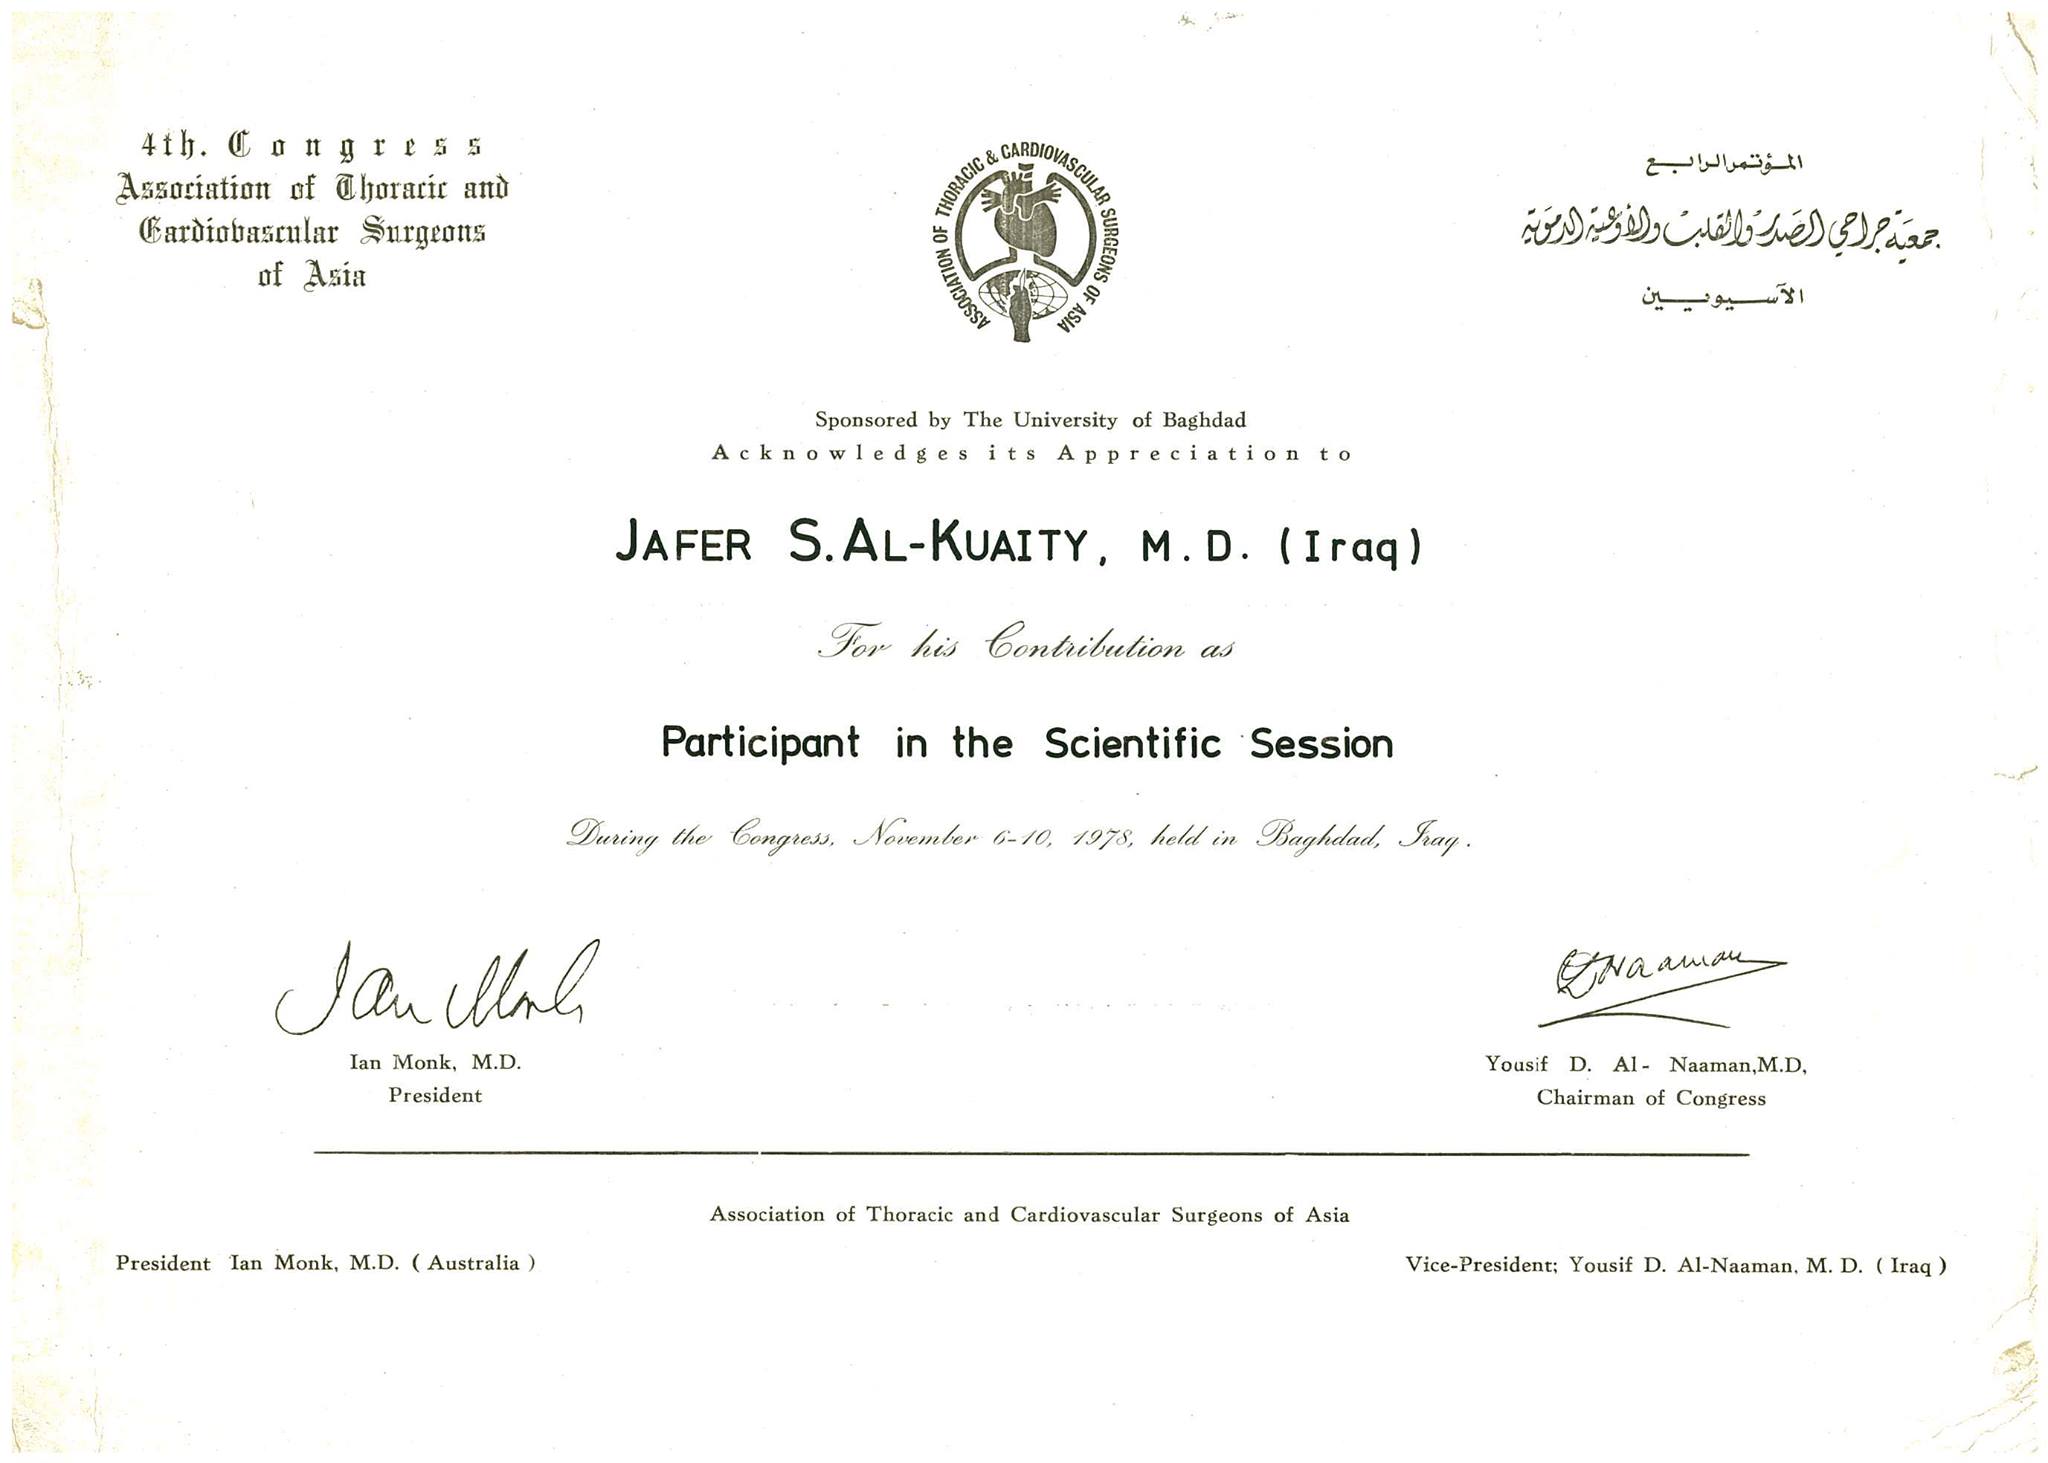 4th. Congress
Association of Thoracic and
Cardiovascular Surgeons
of Asia
ASSOCIATION OF THORACIC & CARDIOVASCULAR SURGEONS OF ASIA
المؤتمر الرابع
جمعية جراحي الصدر والقلب والأوعية الدموية
الآسيويين
Sponsored by The University of Baghdad
Acknowledges its Appreciation to
JAFER S.AL-KUAITY, M.D. (Iraq)
For his Contribution as
Participant in the Scientific Session
During the Congress, November 6-10, 1978, held in Baghdad, Iraq.
Ian Monk
Ian Monk, M.D.
President
Naaman
Yousif D. Al- Naaman,M.D,
Chairman of Congress
Association of Thoracic and Cardiovascular Surgeons of Asia
President Ian Monk, M.D. ( Australia )
Vice-President; Yousif D. Al-Naaman, M. D. ( Iraq )